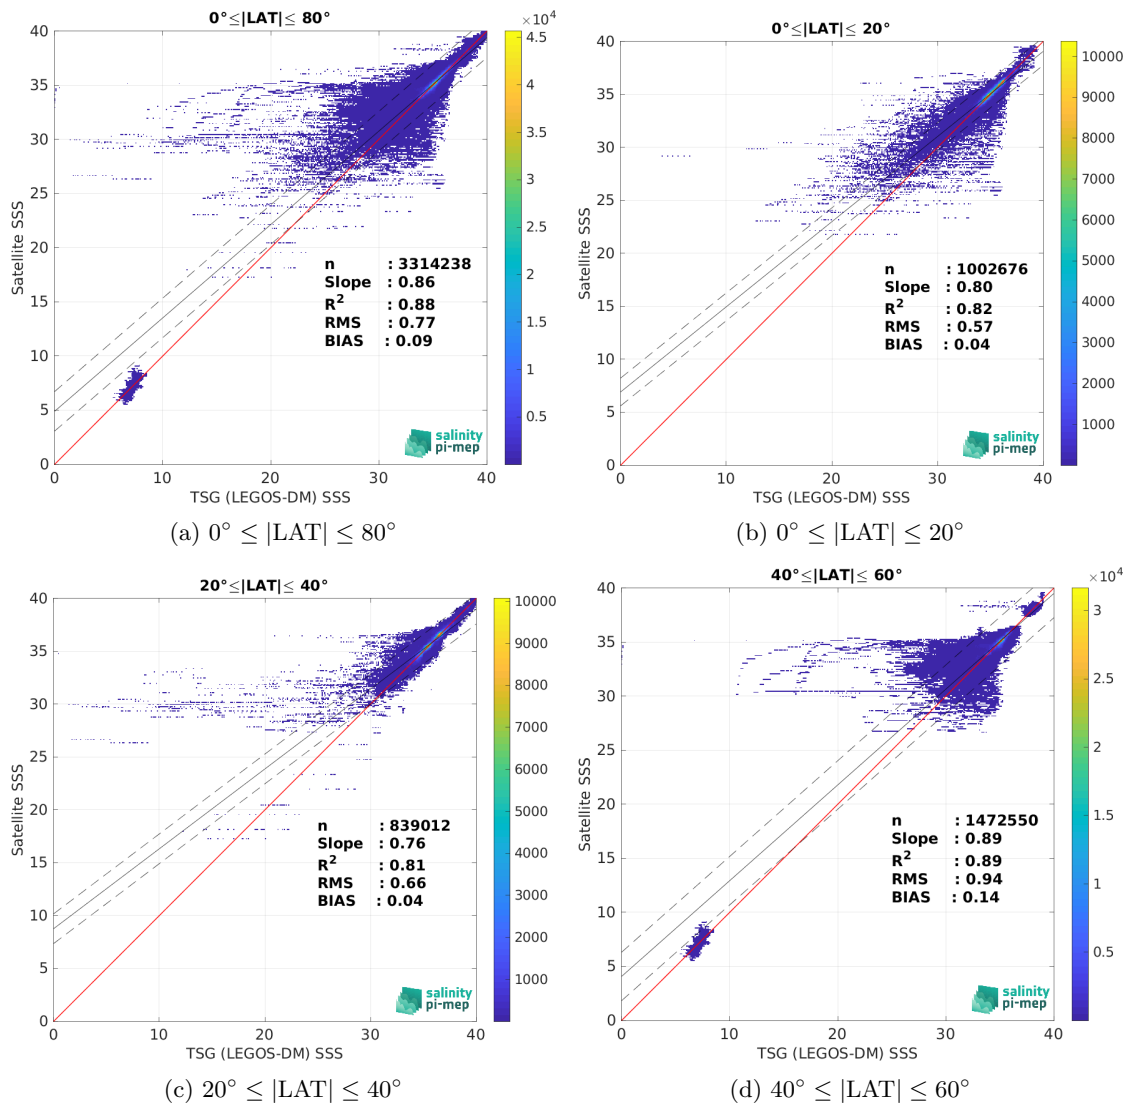 0°≤|LAT|≤ 80°
×10⁴
Satellite SSS
40
35
30
25
20
15
10
5
0
0
10
20
30
40
TSG (LEGOS-DM) SSS
n : 3314238
Slope : 0.86
R² : 0.88
RMS : 0.77
BIAS : 0.09
salinity
pi-mep
4.5
4
3.5
3
2.5
2
1.5
1
0.5
(a) 0° ≤ |LAT| ≤ 80°
0°≤|LAT|≤ 20°
Satellite SSS
40
35
30
25
20
15
10
5
0
0
10
20
30
40
TSG (LEGOS-DM) SSS
n : 1002676
Slope : 0.80
R² : 0.82
RMS : 0.57
BIAS : 0.04
salinity
pi-mep
10000
9000
8000
7000
6000
5000
4000
3000
2000
1000
(b) 0° ≤ |LAT| ≤ 20°
20°≤|LAT|≤ 40°
Satellite SSS
40
35
30
25
20
15
10
5
0
0
10
20
30
40
TSG (LEGOS-DM) SSS
n : 839012
Slope : 0.76
R² : 0.81
RMS : 0.66
BIAS : 0.04
salinity
pi-mep
10000
9000
8000
7000
6000
5000
4000
3000
2000
1000
(c) 20° ≤ |LAT| ≤ 40°
40°≤|LAT|≤ 60°
×10⁴
Satellite SSS
40
35
30
25
20
15
10
5
0
0
10
20
30
40
TSG (LEGOS-DM) SSS
n : 1472550
Slope : 0.89
R² : 0.89
RMS : 0.94
BIAS : 0.14
salinity
pi-mep
3
2.5
2
1.5
1
0.5
(d) 40° ≤ |LAT| ≤ 60°